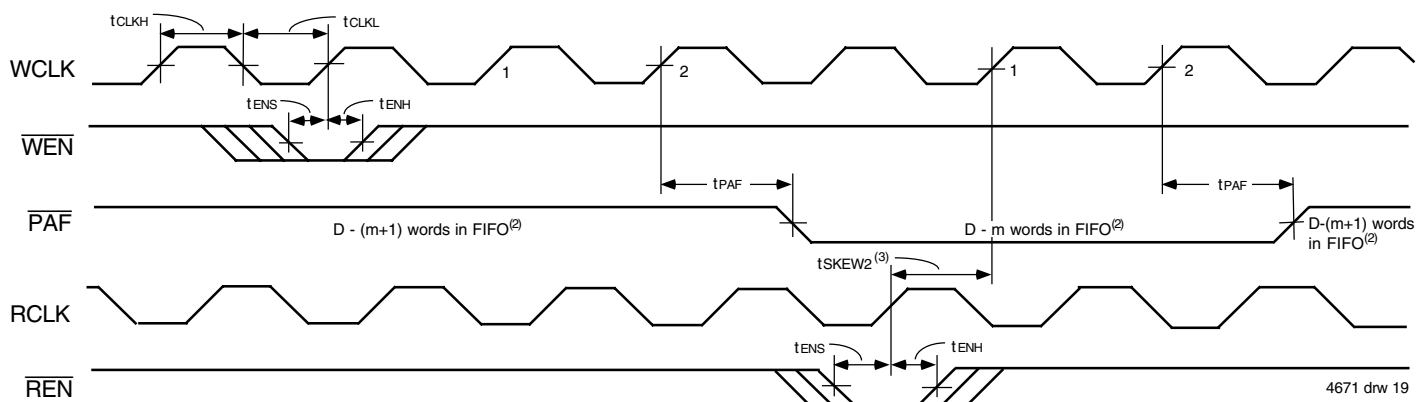 tCLKH
tCLKL
WCLK
1
2
1
2
tENS
tENH
WEN
tPAF
tPAF
PAF
D - (m+1) words in FIFO(2)
D - m words in FIFO(2)
D-(m+1) words
in FIFO(2)
tSKEW2(3)
RCLK
tENS
tENH
REN
4671 drw 19